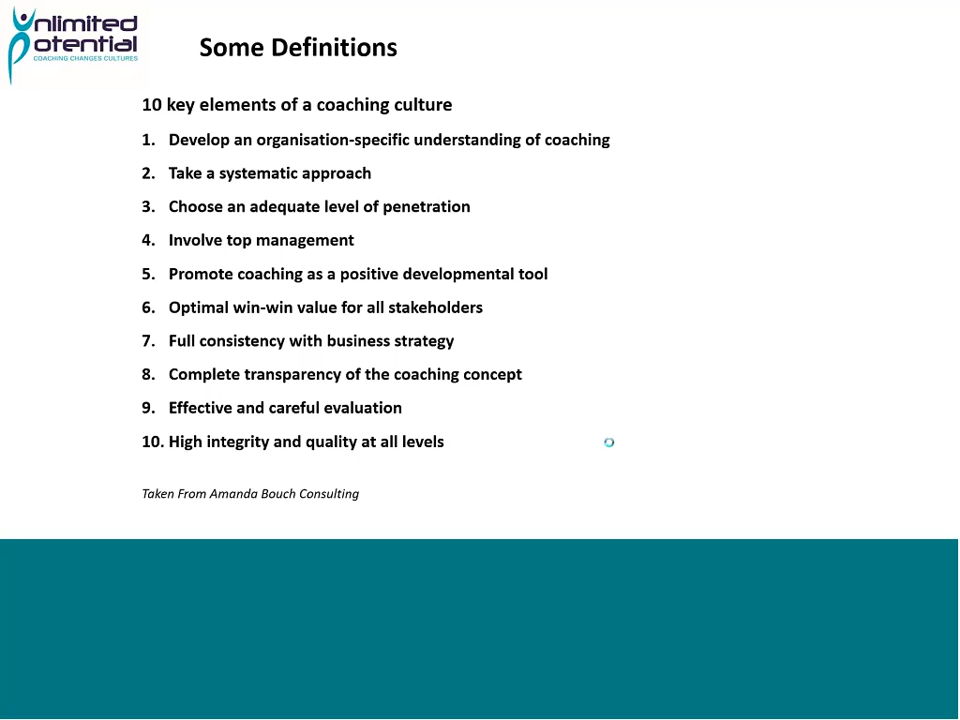 Unlimited
Potential
COACHING CHANGES CULTURES
Some Definitions
10 key elements of a coaching culture
1. Develop an organisation-specific understanding of coaching
2. Take a systematic approach
3. Choose an adequate level of penetration
4. Involve top management
5. Promote coaching as a positive developmental tool
6. Optimal win-win value for all stakeholders
7. Full consistency with business strategy
8. Complete transparency of the coaching concept
9. Effective and careful evaluation
10. High integrity and quality at all levels
Taken From Amanda Bouch Consulting